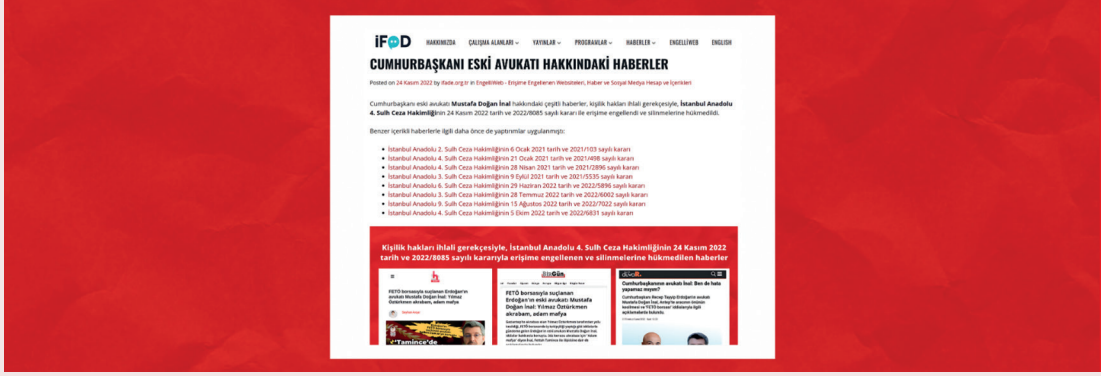 iFOD
HAKKIMIZDA ÇALIŞMA ALANLARI YAYINLAR PROGRAMLAR HABERLER ENGELLİWEB ENGLISH
CUMHURBAŞKANI ESKİ AVUKATI HAKKINDAKİ HABERLER
Posted on 24 Kasım 2022 by ifade.org.tr in EngelliWeb - Erişime Engellenen Websiteleri, Haber ve Sosyal Medya Hesap ve İçerikleri
Cumhurbaşkanı eski avukatı Mustafa Doğan İnal hakkındaki çeşitli haberler, kişilik hakları ihlali gerekçesiyle, İstanbul Anadolu
4. Sulh Ceza Hakimliğinin 24 Kasım 2022 tarih ve 2022/8085 sayılı kararı ile erişime engellendi ve silinmelerine hükmedildi.
Benzer içerikli haberlerle ilgili daha önce de yaptırımlar uygulanmıştı:
İstanbul Anadolu 2. Sulh Ceza Hakimliğinin 6 Ocak 2021 tarih ve 2021/103 sayılı kararı
İstanbul Anadolu 4. Sulh Ceza Hakimliğinin 21 Ocak 2021 tarih ve 2021/498 sayılı kararı
İstanbul Anadolu 4. Sulh Ceza Hakimliğinin 28 Nisan 2021 tarih ve 2021/2896 sayılı kararı
İstanbul Anadolu 3. Sulh Ceza Hakimliğinin 9 Eylül 2021 tarih ve 2021/5535 sayılı kararı
İstanbul Anadolu 6. Sulh Ceza Hakimliğinin 29 Haziran 2022 tarih ve 2022/5896 sayılı kararı
İstanbul Anadolu 3. Sulh Ceza Hakimliğinin 28 Temmuz 2022 tarih ve 2022/6002 sayılı kararı
İstanbul Anadolu 9. Sulh Ceza Hakimliğinin 15 Ağustos 2022 tarih ve 2022/7022 sayılı kararı
İstanbul Anadolu 4. Sulh Ceza Hakimliğinin 5 Ekim 2022 tarih ve 2022/6831 sayılı kararı
Kişilik hakları ihlali gerekçesiyle, İstanbul Anadolu 4. Sulh Ceza Hakimliğinin 24 Kasım 2022
tarih ve 2022/8085 sayılı kararıyla erişime engellenen ve silinmelerine hükmedilen haberler
FETÖ borsasıyla suçlanan Erdoğan'ın
avukatı Mustafa Doğan İnal: Yılmaz
Öztürkmen akrabam, adam mafya
"Tamince'de
FETÖ borsasıyla suçlanan
Erdoğan'ın eski avukatı Mustafa
Doğan İnal: Yılmaz Öztürkmen
akrabam, adam mafya
duvaR.
Cumhurbaşkanının avukatı İnal: Ben de hata
yapamaz mıyım?